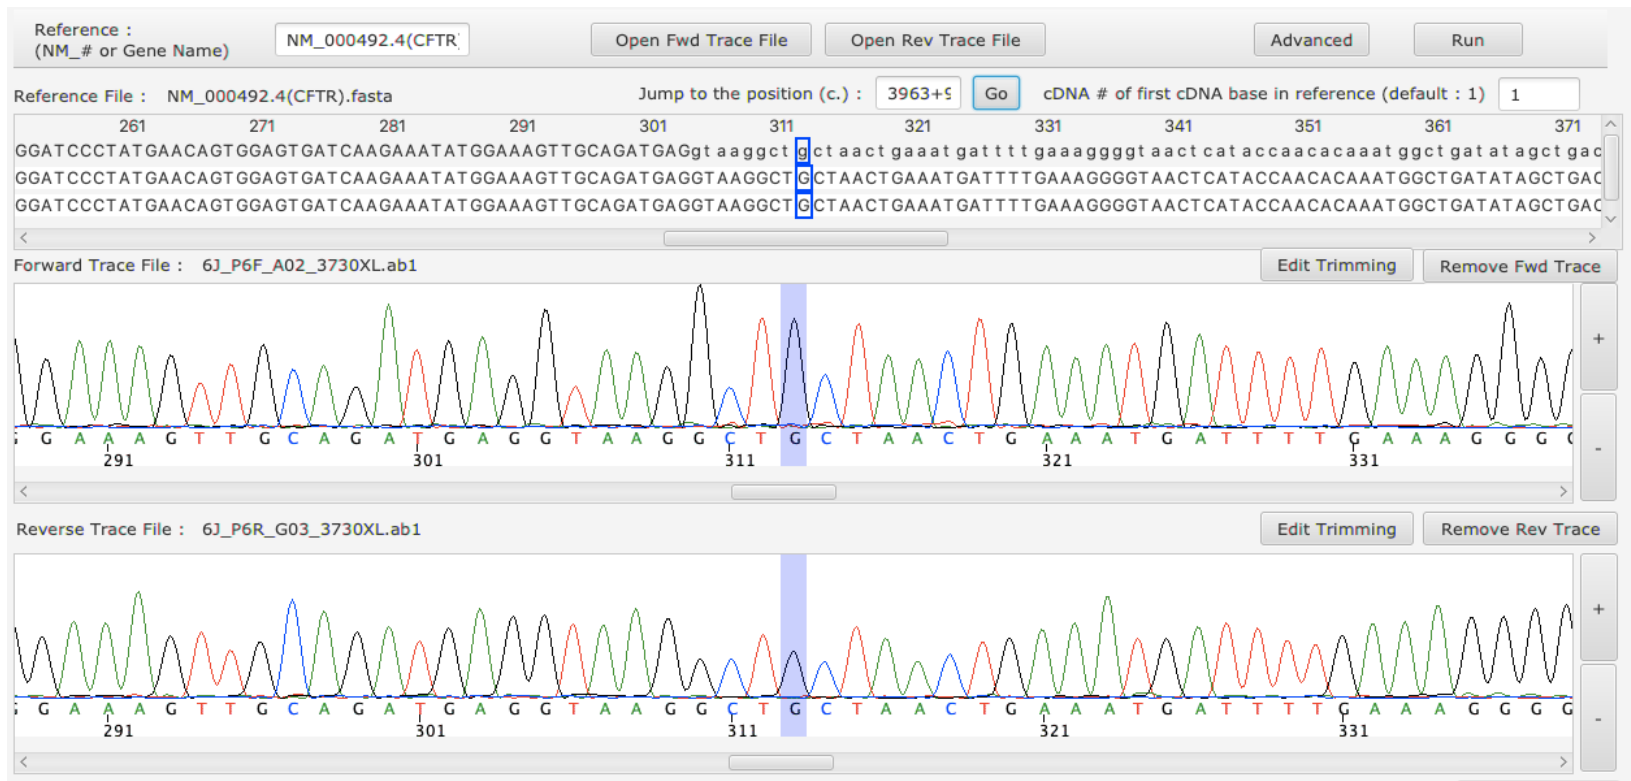 Reference :
(NM_# or Gene Name)
NM_000492.4(CFTR)
Open Fwd Trace File
Open Rev Trace File
Advanced
Run
Reference File : NM_000492.4(CFTR).fasta
Jump to the position (c.) : 3963+9 Go
cDNA # of first cDNA base in reference (default : 1) 1
261 271 281 291 301 311 321 331 341 351 361 371
GGATCCCTATGAACAGTGGAGTGATCAAGAAATATGGAAAGTTGCAGATGAGgtaaggctgctaactgaaatgattttgaaaggggtaactcataccaacacaaatggctgatatagctgac
GGATCCCTATGAACAGTGGAGTGATCAAGAAATATGGAAAGTTGCAGATGAGGTAAGGCTGCTAACTGAAATGATTTTGAAAGGGGTAACTCATACCAACACAAATGGCTGATATAGCTGAC
GGATCCCTATGAACAGTGGAGTGATCAAGAAATATGGAAAGTTGCAGATGAGGTAAGGCTGCTAACTGAAATGATTTTGAAAGGGGTAACTCATACCAACACAAATGGCTGATATAGCTGAC
Forward Trace File : 6J_P6F_A02_3730XL.ab1
Edit Trimming
Remove Fwd Trace
+
G A A A G T T G C A G A T G A G G T A A G G C T G C T A A C T G A A A T G A T T T T G A A A G G G
291 301 311 321 331
-
Reverse Trace File : 6J_P6R_G03_3730XL.ab1
Edit Trimming
Remove Rev Trace
+
G A A A G T T G C A G A T G A G G T A A G G C T G C T A A C T G A A A T G A T T T T G A A A G G G G
291 301 311 321 331
-